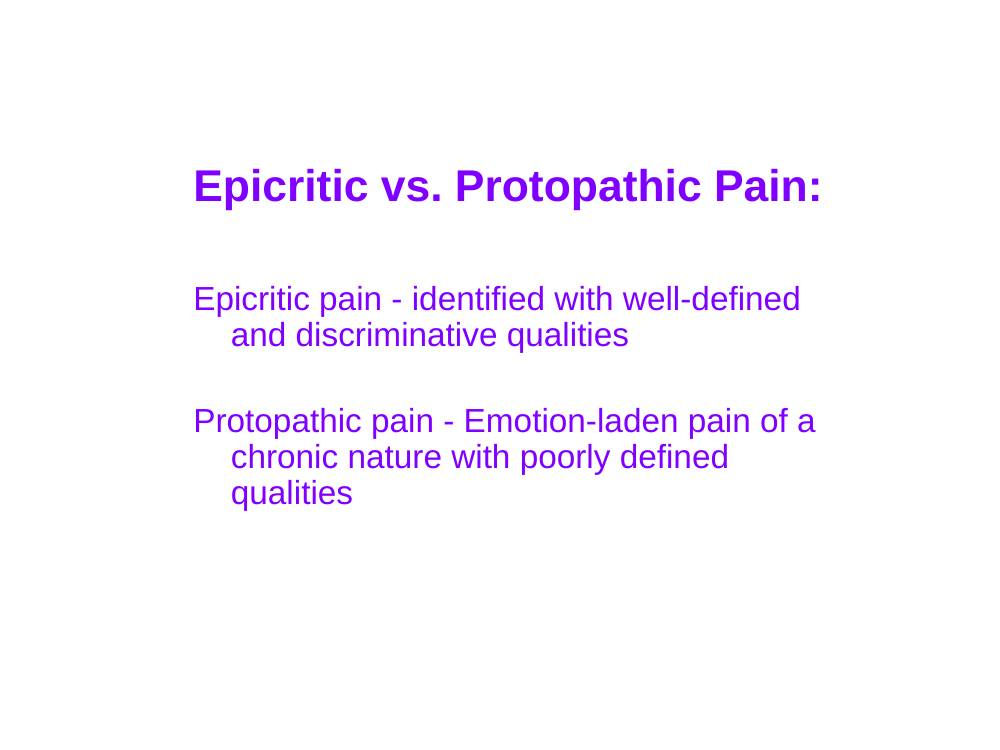 Epicritic vs. Protopathic Pain:
Epicritic pain - identified with well-defined
and discriminative qualities
Protopathic pain - Emotion-laden pain of a
chronic nature with poorly defined
qualities